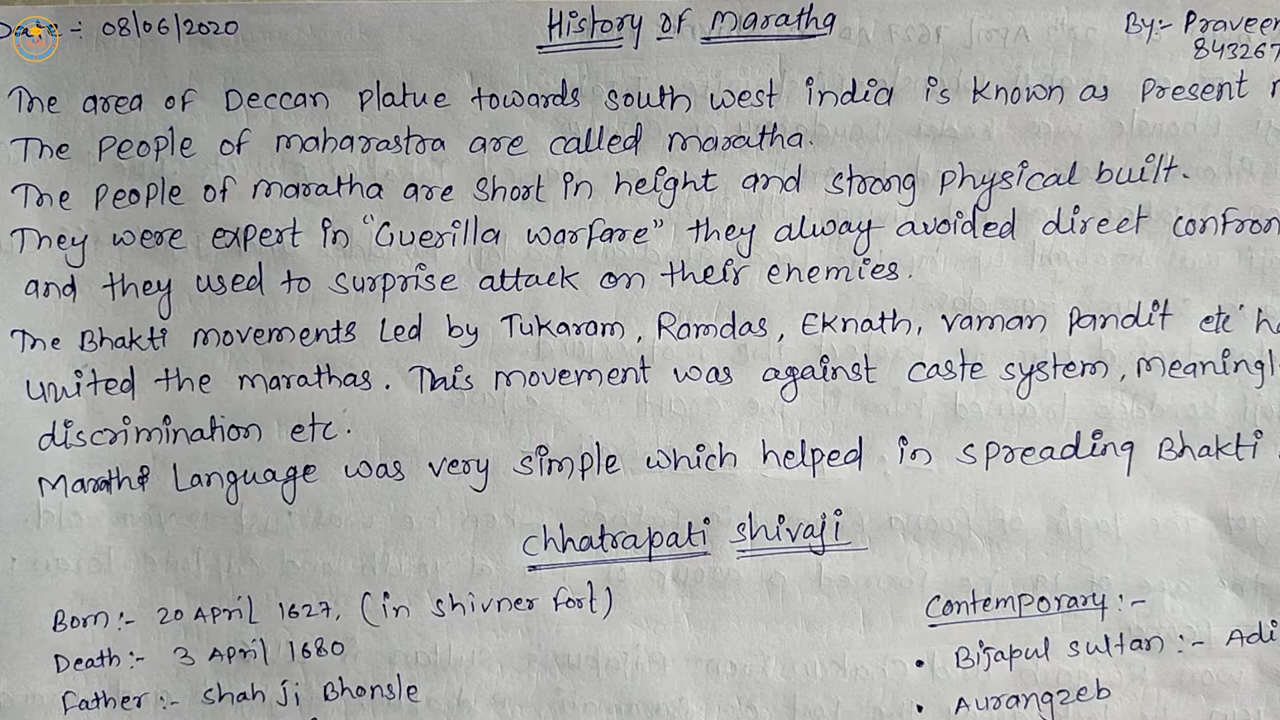 Date :- 08/06/2020
History of Maratha
By:- Praveen
843267
The area of Deccan Platue towards south west india is known as Present
The People of maharastra are called maratha.
The People of maratha are Short in height and strong Physical built.
They were expert in "Guerilla warfare" they alway avoided direct confron
and they used to surprise attack on their enemies.
The Bhakti movements Led by Tukaram, Ramdas, Eknath, vaman Pandit etc
United the marathas. This movement was against caste system, meaningl
discrimination etc.
Marathi Language was very simple which helped in spreading Bhakti
Chhatrapati Shivaji
Born:- 20 April 1627, (in Shivner Fort)
Contemporary :-
Death:- 3 April 1680
• Bijapul sultan :- Adi
Father :- Shah Ji Bhonsle
• Aurangzeb